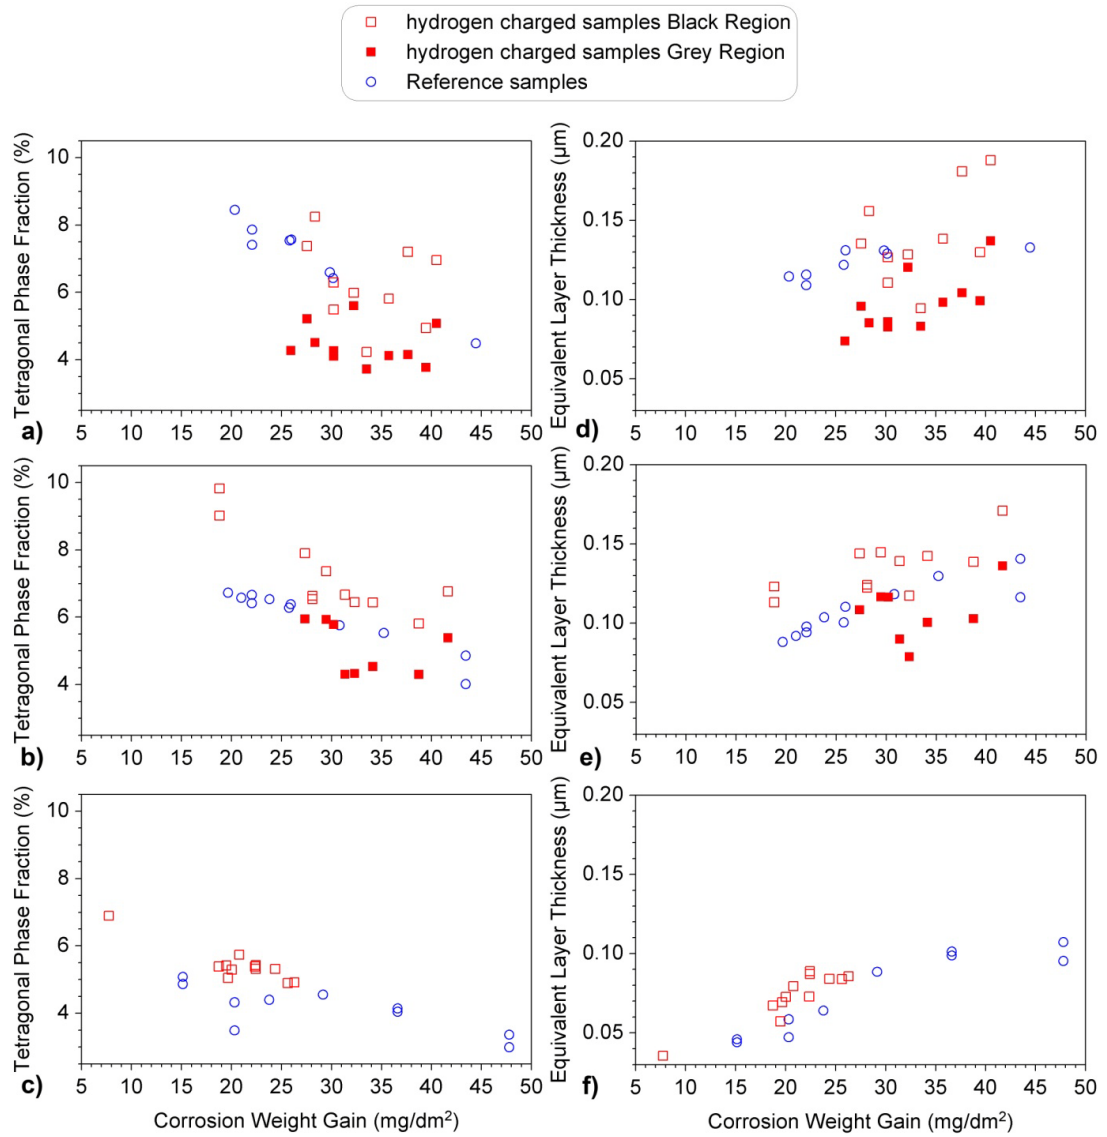 hydrogen charged samples Black Region
hydrogen charged samples Grey Region
Reference samples
Tetragonal Phase Fraction (%)
10
8
6
4
5 10 15 20 25 30 35 40 45 50
a)
Equivalent Layer Thickness (µm)
0.20
0.15
0.10
0.05
5 10 15 20 25 30 35 40 45 50
d)
Tetragonal Phase Fraction (%)
10
8
6
4
5 10 15 20 25 30 35 40 45 50
b)
Equivalent Layer Thickness (µm)
0.20
0.15
0.10
0.05
5 10 15 20 25 30 35 40 45 50
e)
Tetragonal Phase Fraction (%)
10
8
6
4
5 10 15 20 25 30 35 40 45 50
c)
Corrosion Weight Gain (mg/dm²)
Equivalent Layer Thickness (µm)
0.20
0.15
0.10
0.05
5 10 15 20 25 30 35 40 45 50
f)
Corrosion Weight Gain (mg/dm²)